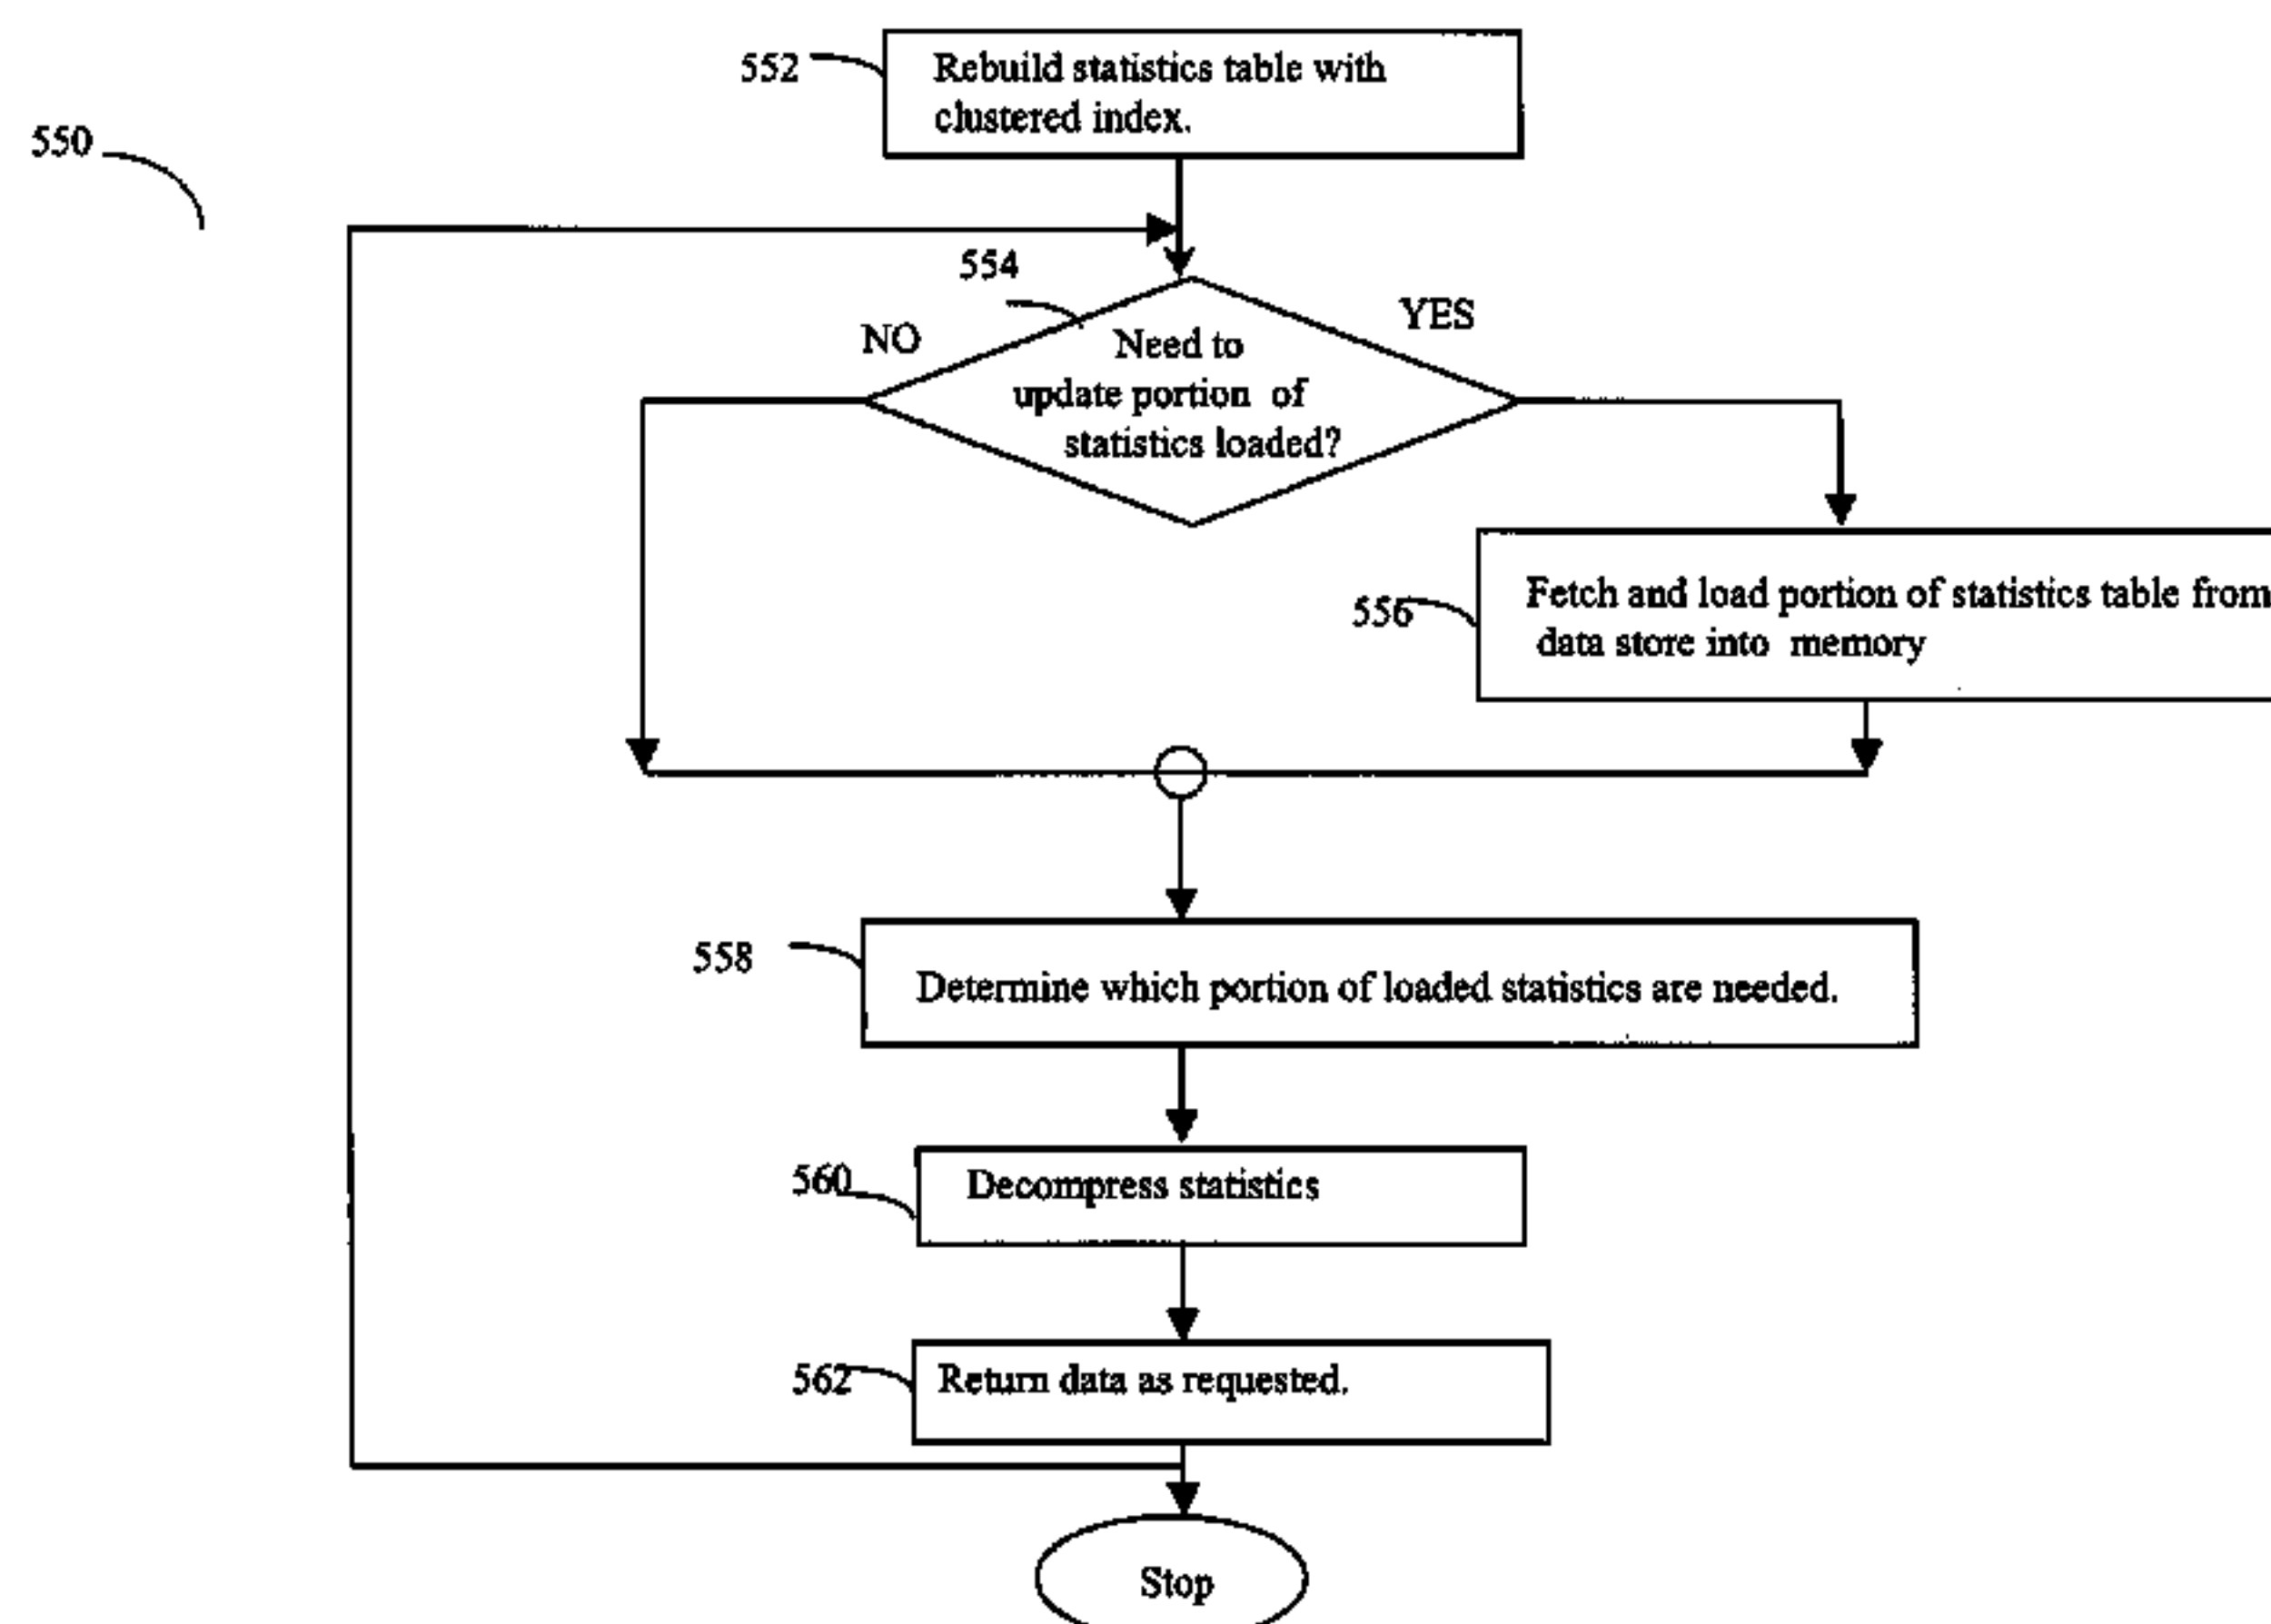 552
Rebuild statistics table with
clustered index.
550
554
NO
YES
Need to
update portion of
statistics loaded?
556
Fetch and load portion of statistics table from
data store into memory
558
Determine which portion of loaded statistics are needed.
560
Decompress statistics
562
Return data as requested.
Stop